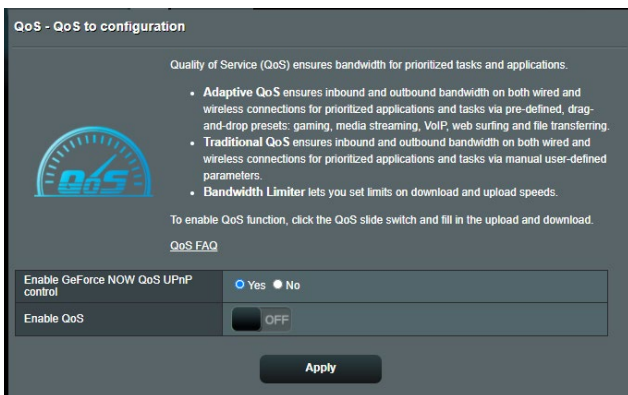 QoS - QoS to configuration
Quality of Service (QoS) ensures bandwidth for prioritized tasks and applications.
• Adaptive QoS ensures inbound and outbound bandwidth on both wired and
wireless connections for prioritized applications and tasks via pre-defined, drag-
and-drop presets: gaming, media streaming, VoIP, web surfing and file transferring.
• Traditional QoS ensures inbound and outbound bandwidth on both wired and
wireless connections for prioritized applications and tasks via manual user-defined
parameters.
• Bandwidth Limiter lets you set limits on download and upload speeds.
QoS
To enable QoS function, click the QoS slide switch and fill in the upload and download.
QoS FAQ
Enable GeForce NOW QoS UPnP
control
Yes No
Enable QoS
OFF
Apply